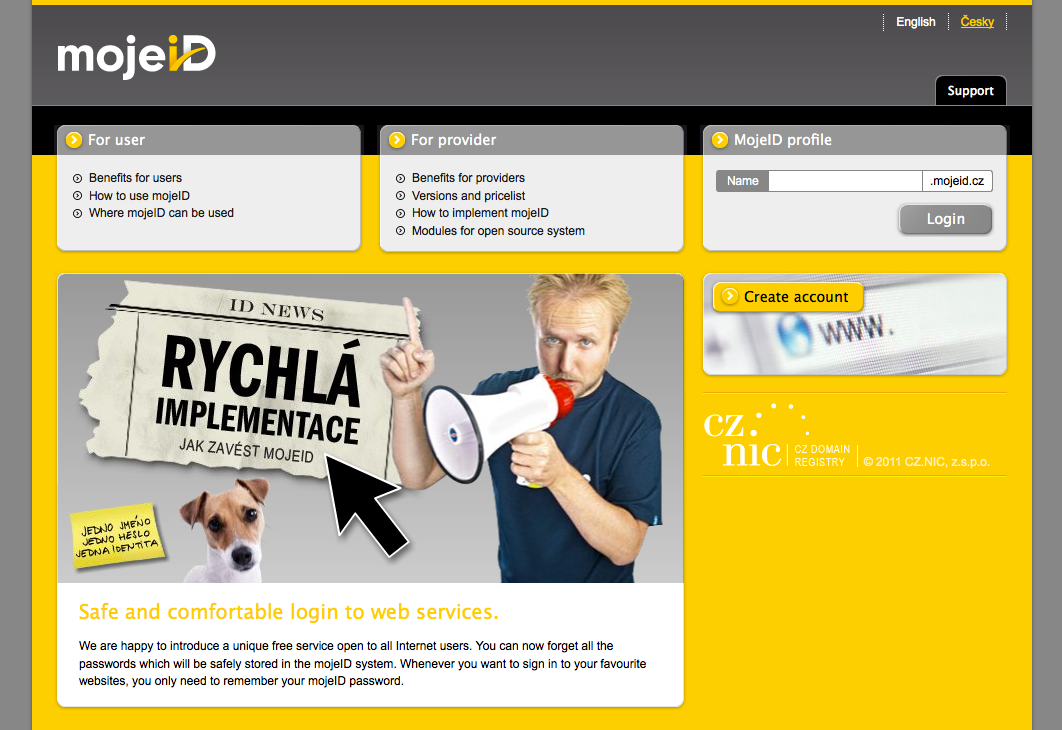 English
Česky
mojeiD
Support
For user
Benefits for users
How to use mojeID
Where mojeID can be used
For provider
Benefits for providers
Versions and pricelist
How to implement mojeID
Modules for open source system
MojeID profile
Name
.mojeid.cz
Login
ID NEWS
RYCHLÁ
IMPLEMENTACE
JAK ZAVÉST MOJEID
JEDNO JMÉNO
JEDNO HESLO
JEDNA IDENTITA
Create account
www.
cz.
nic
CZ DOMAIN
REGISTRY
© 2011 CZ.NIC, z.s.p.o.
Safe and comfortable login to web services.
We are happy to introduce a unique free service open to all Internet users. You can now forget all the
passwords which will be safely stored in the mojeID system. Whenever you want to sign in to your favourite
websites, you only need to remember your mojeID password.